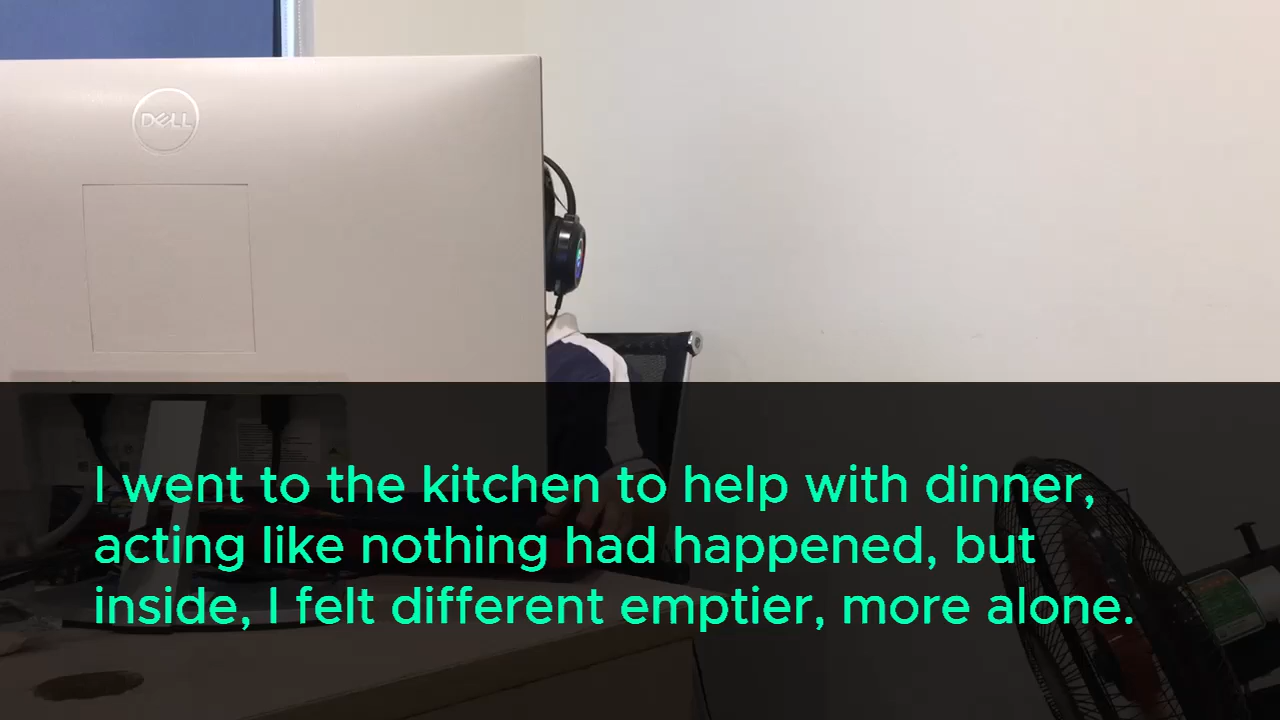 DELL
I went to the kitchen to help with dinner,
acting like nothing had happened, but
inside, I felt different emptier, more alone.